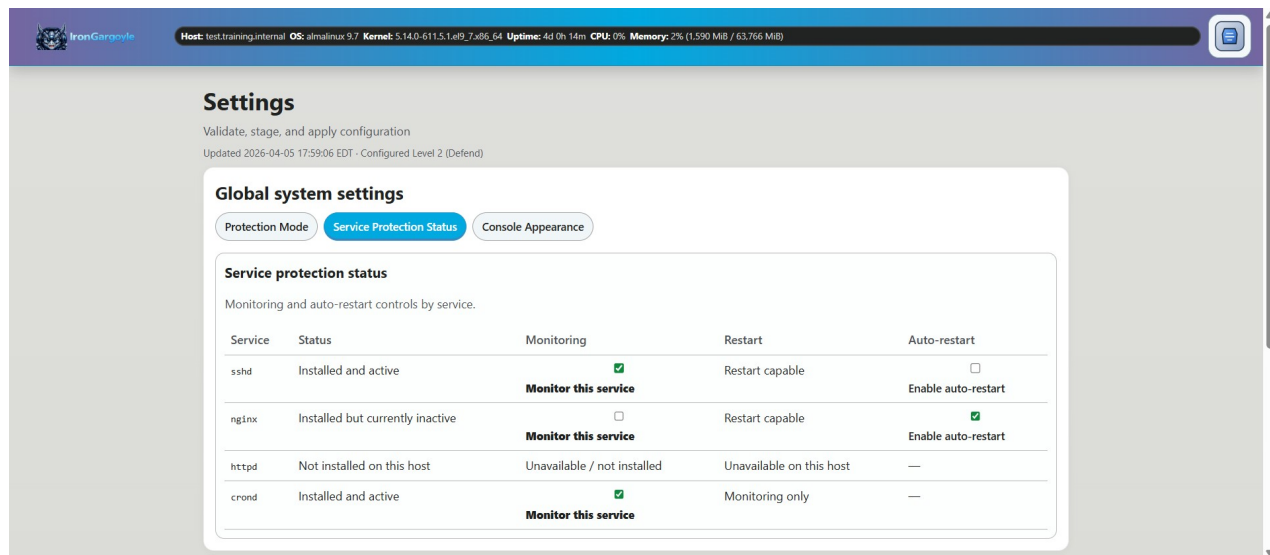 IronGargoyle
Host: test.training.internal OS: almalinux 9.7 Kernel: 5.14.0-611.5.1.el9_7.x86_64 Uptime: 4d 0h 14m CPU: 0% Memory: 2% (1,590 MiB / 63,766 MiB)
Settings
Validate, stage, and apply configuration
Updated 2026-04-05 17:59:06 EDT · Configured Level 2 (Defend)
Global system settings
Protection Mode Service Protection Status Console Appearance
Service protection status
Monitoring and auto-restart controls by service.
Service Status Monitoring Restart Auto-restart
sshd Installed and active Restart capable
Monitor this service Enable auto-restart
nginx Installed but currently inactive Restart capable
Monitor this service Enable auto-restart
httpd Not installed on this host Unavailable / not installed Unavailable on this host —
crond Installed and active Monitoring only —
Monitor this service